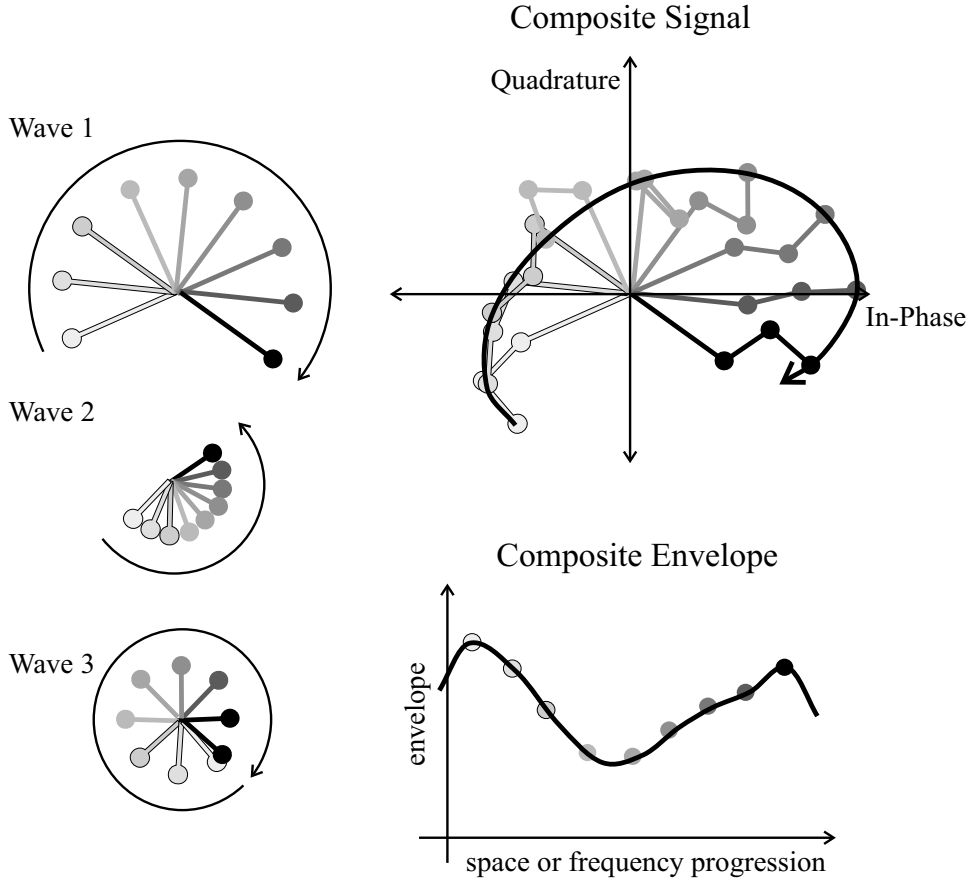 Composite Signal
Quadrature
In-Phase
Wave 1
Wave 2
Wave 3
Composite Envelope
envelope
space or frequency progression